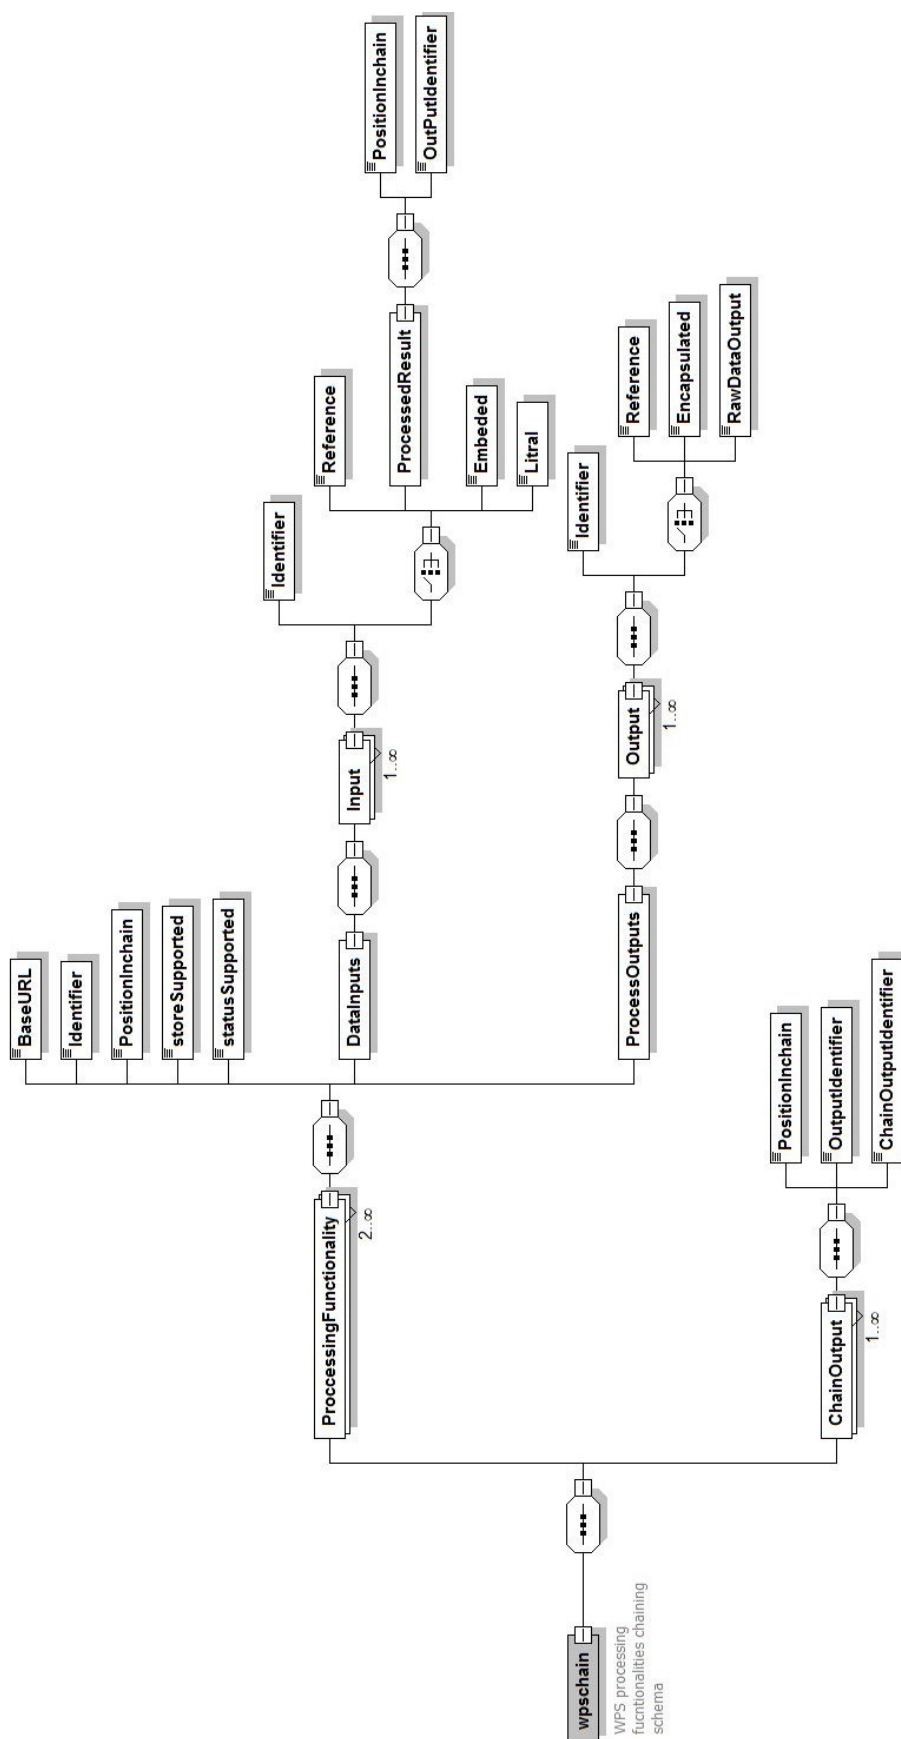 wpschain
WPS processing
fucntionalities chaining
schema
ProccessingFunctionality
2..∞
BaseURL
Identifier
PositionInchain
storeSupported
statusSupported
DataInputs
Input
1..∞
Identifier
Reference
ProcessedResult
PositionInchain
OutPutIdentifier
Embeded
Litral
ProcessOutputs
Output
1..∞
Identifier
Reference
Encapsulated
RawDataOutput
ChainOutput
1..∞
PositionInchain
OutputIdentifier
ChainOutputIdentifier